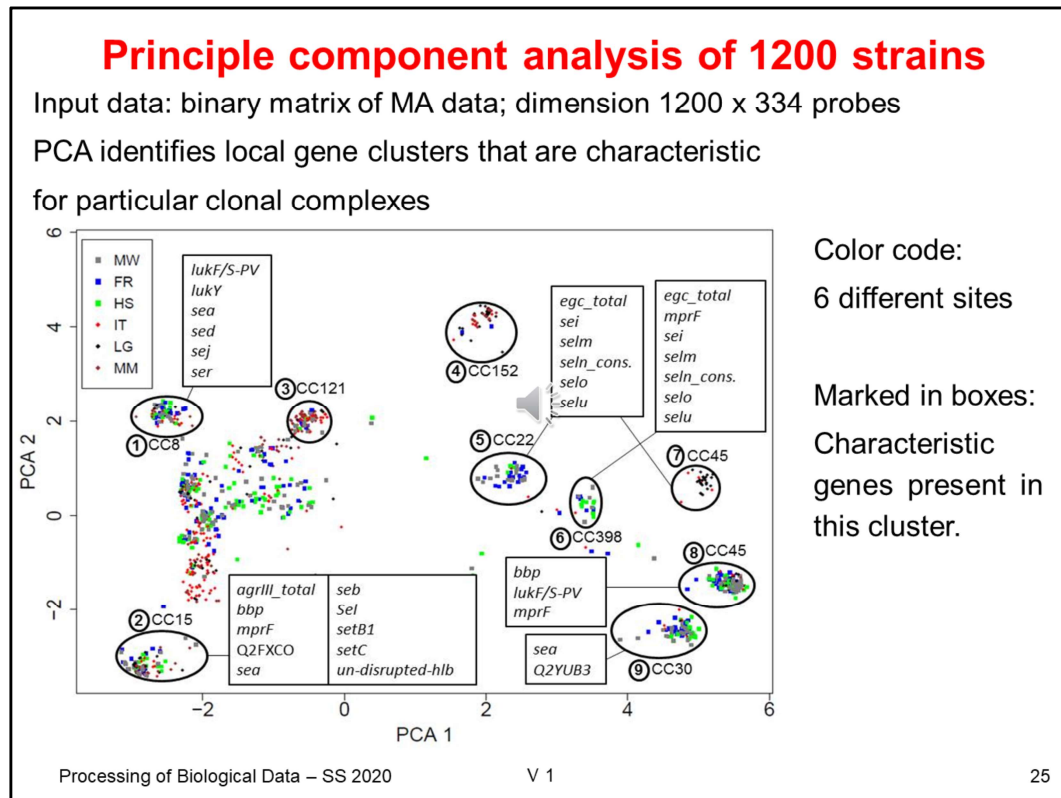 Principle component analysis of 1200 strains
Input data: binary matrix of MA data; dimension 1200 x 334 probes
PCA identifies local gene clusters that are characteristic
for particular clonal complexes
6
4
2
0
−2
PCA 2
MW
FR
HS
IT
LG
MM
lukF/S-PV
lukY
sea
sed
sej
ser
3 CC121
1 CC8
4 CC152
egc_total
sei
selm
seln_cons.
selo
selu
egc_total
mprF
sei
selm
seln_cons.
selo
selu
5 CC22
7 CC45
6 CC398
8 CC45
2 CC15
agrIII_total
bbp
mprF
Q2FXCO
sea
seb
Sel
setB1
setC
un-disrupted-hlb
bbp
lukF/S-PV
mprF
sea
Q2YUB3
9 CC30
−2
0
2
4
6
PCA 1
Color code:
6 different sites
Marked in boxes:
Characteristic
genes present in
this cluster.
Processing of Biological Data – SS 2020
V 1
25